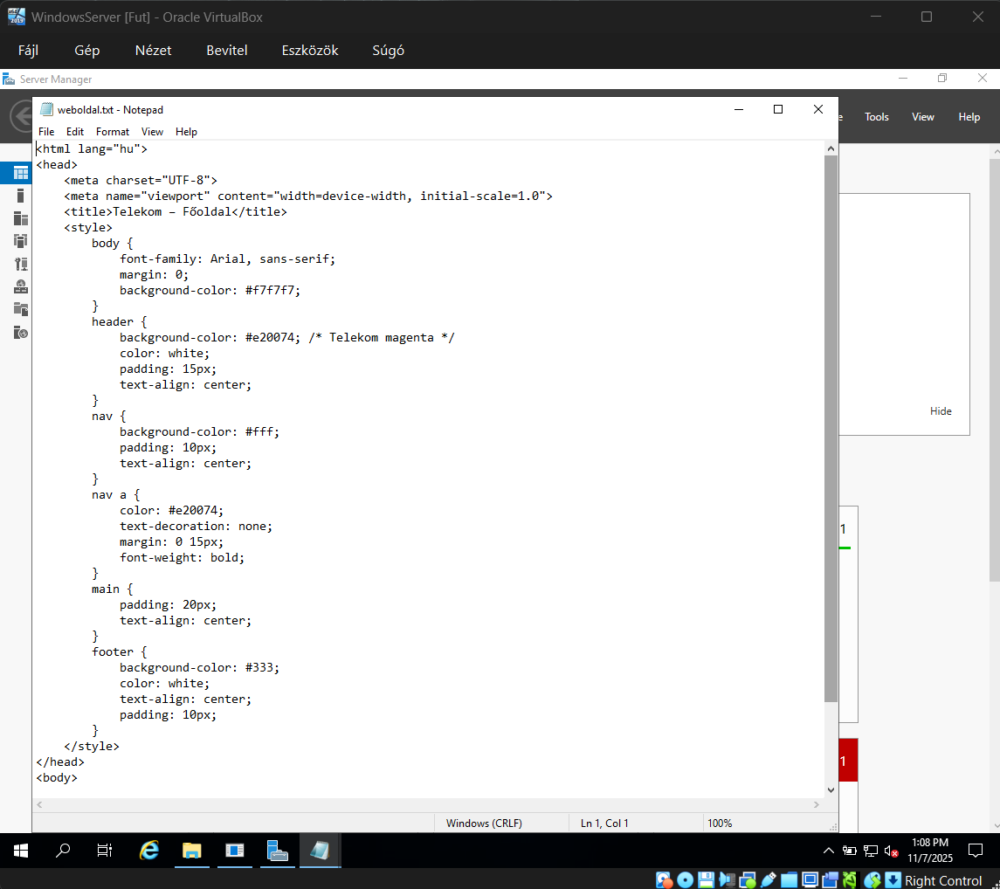 WindowsServer [Fut] - Oracle VirtualBox
Fájl Gép Nézet Bevitel Eszközök Súgó
Server Manager
Tools View Help
weboldal.txt - Notepad
File Edit Format View Help
<html lang="hu">
<head>
    <meta charset="UTF-8">
    <meta name="viewport" content="width=device-width, initial-scale=1.0">
    <title>Telekom – Főoldal</title>
    <style>
        body {
            font-family: Arial, sans-serif;
            margin: 0;
            background-color: #f7f7f7;
        }
        header {
            background-color: #e20074; /* Telekom magenta */
            color: white;
            padding: 15px;
            text-align: center;
        }
        nav {
            background-color: #fff;
            padding: 10px;
            text-align: center;
        }
        nav a {
            color: #e20074;
            text-decoration: none;
            margin: 0 15px;
            font-weight: bold;
        }
        main {
            padding: 20px;
            text-align: center;
        }
        footer {
            background-color: #333;
            color: white;
            text-align: center;
            padding: 10px;
        }
    </style>
</head>
<body>
Windows (CRLF) Ln 1, Col 1 100%
Hide
1
1
1:08 PM
11/7/2025
Right Control